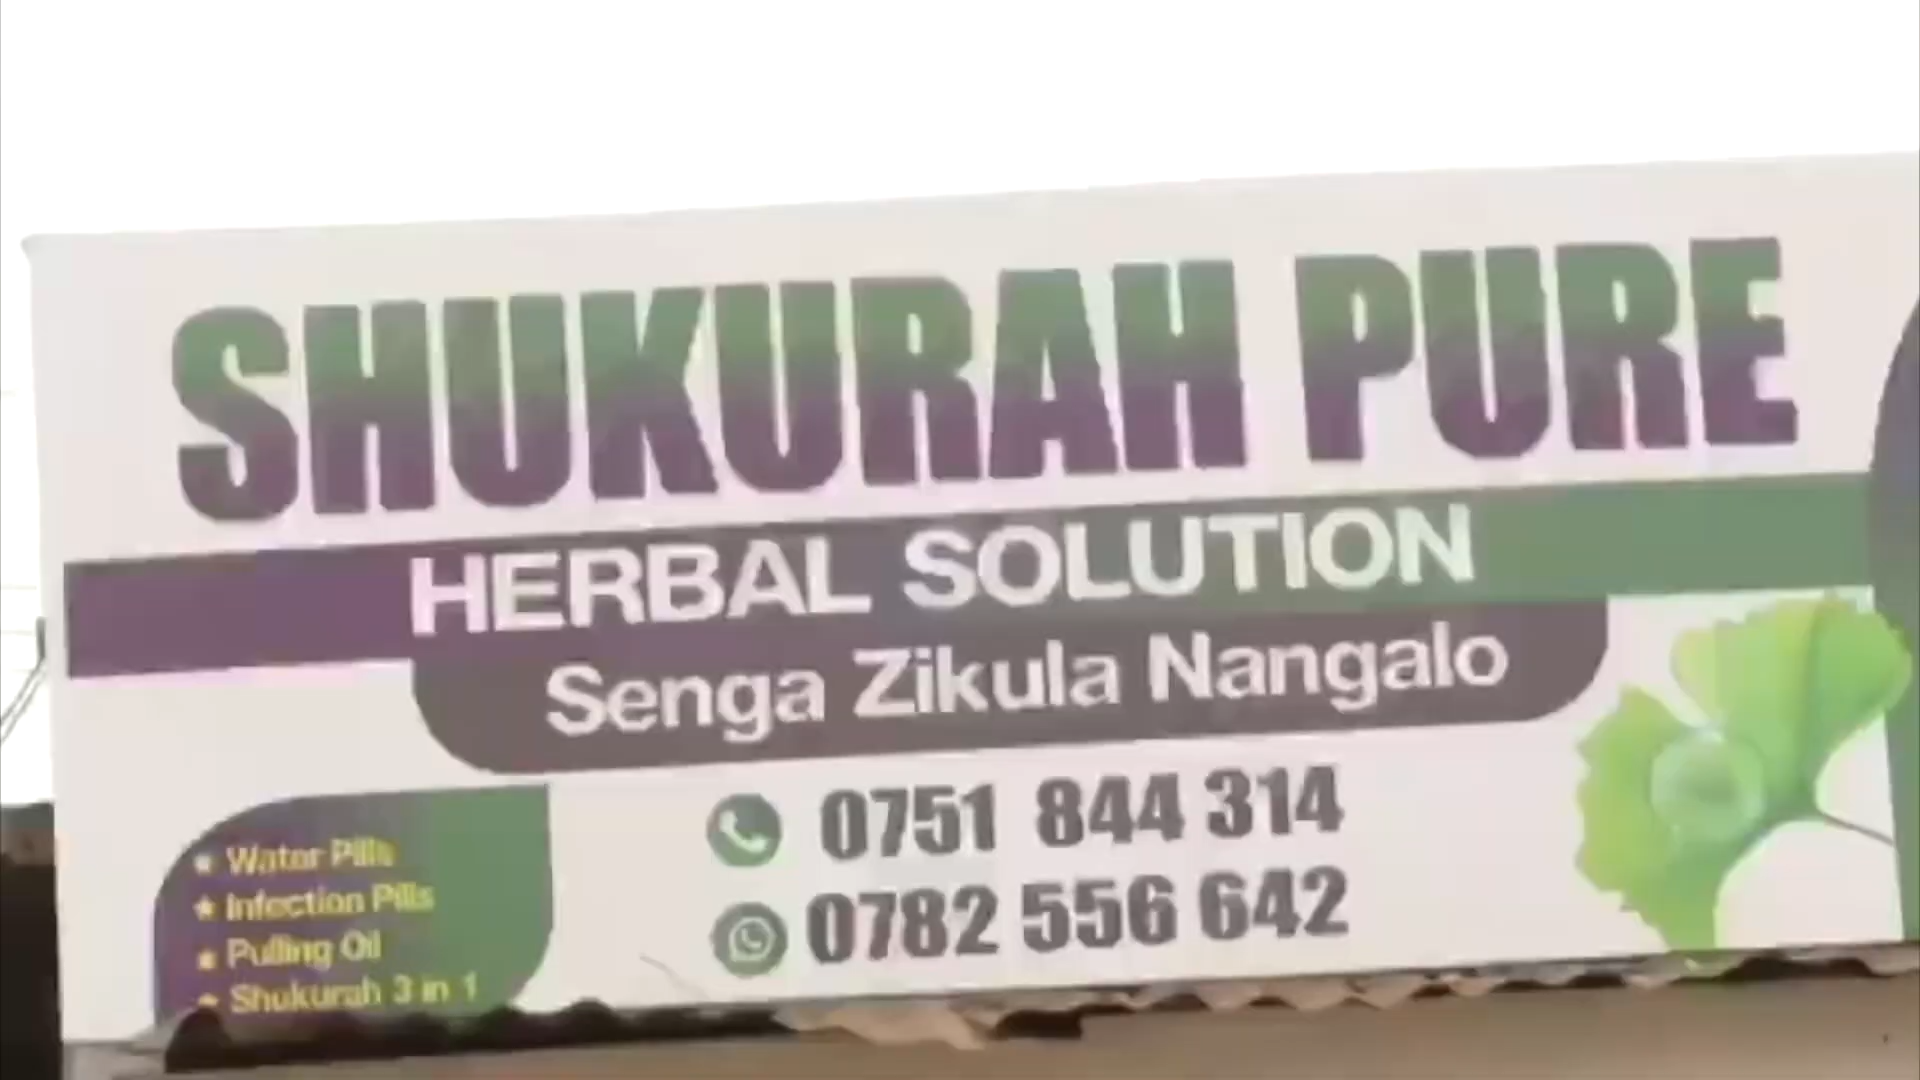 SHUKURAH PURE
HERBAL SOLUTION
Senga Zikula Nangalo
0751 844 314
0782 556 642
Water Pills
Infection Pills
Pulling Oil
Shukurah 3 in 1